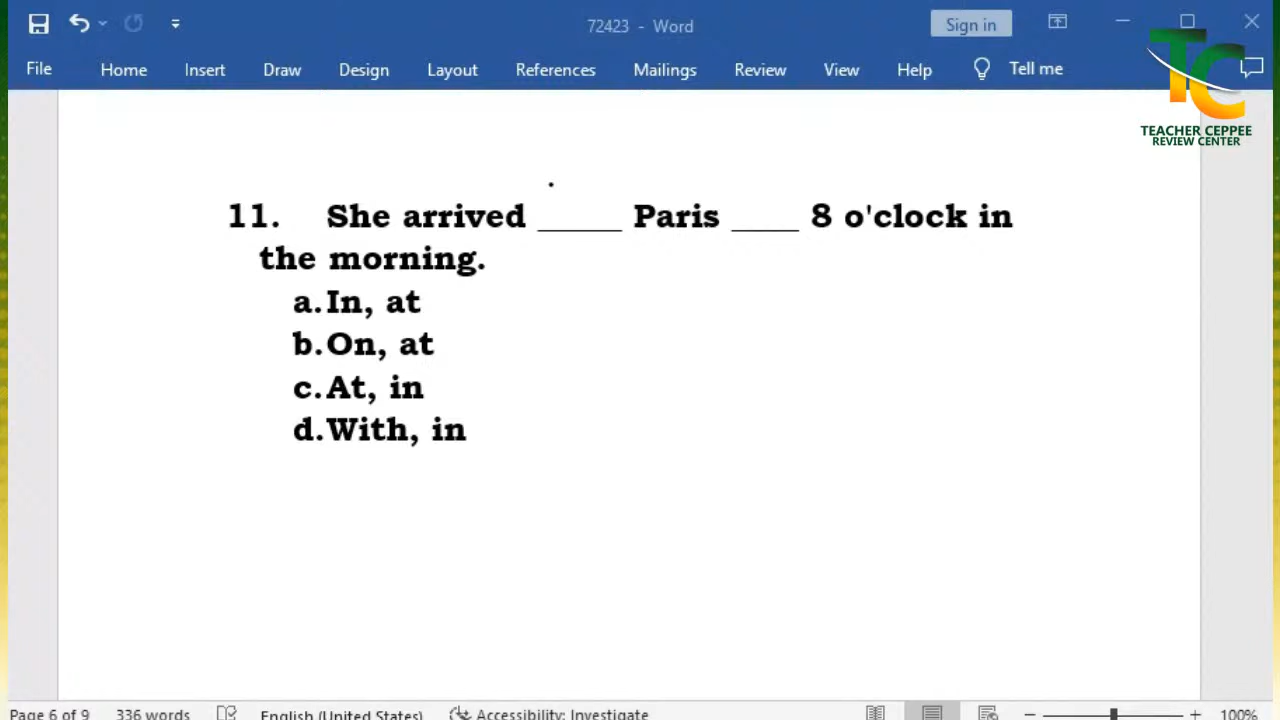 72423 - Word
Sign in
File Home Insert Draw Design Layout References Mailings Review View Help Tell me
TC
TEACHER CEPPEE
REVIEW CENTER
11. She arrived _____ Paris ____ 8 o'clock in
the morning.
a. In, at
b. On, at
c. At, in
d. With, in
Page 6 of 9 336 words English (United States) Accessibility: Investigate 100%